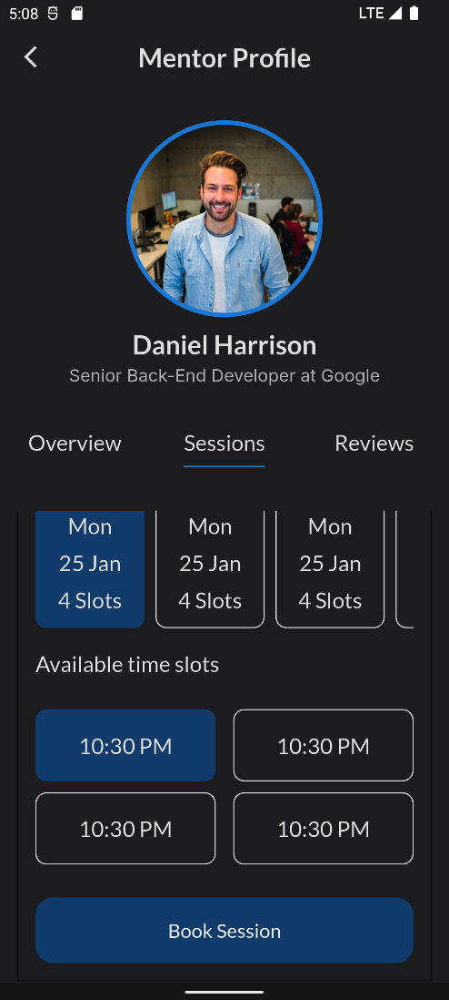 5:08 LTE
Mentor Profile
Daniel Harrison
Senior Back-End Developer at Google
Overview Sessions Reviews
Mon Mon Mon
25 Jan 25 Jan 25 Jan
4 Slots 4 Slots 4 Slots
Available time slots
10:30 PM 10:30 PM
10:30 PM 10:30 PM
Book Session